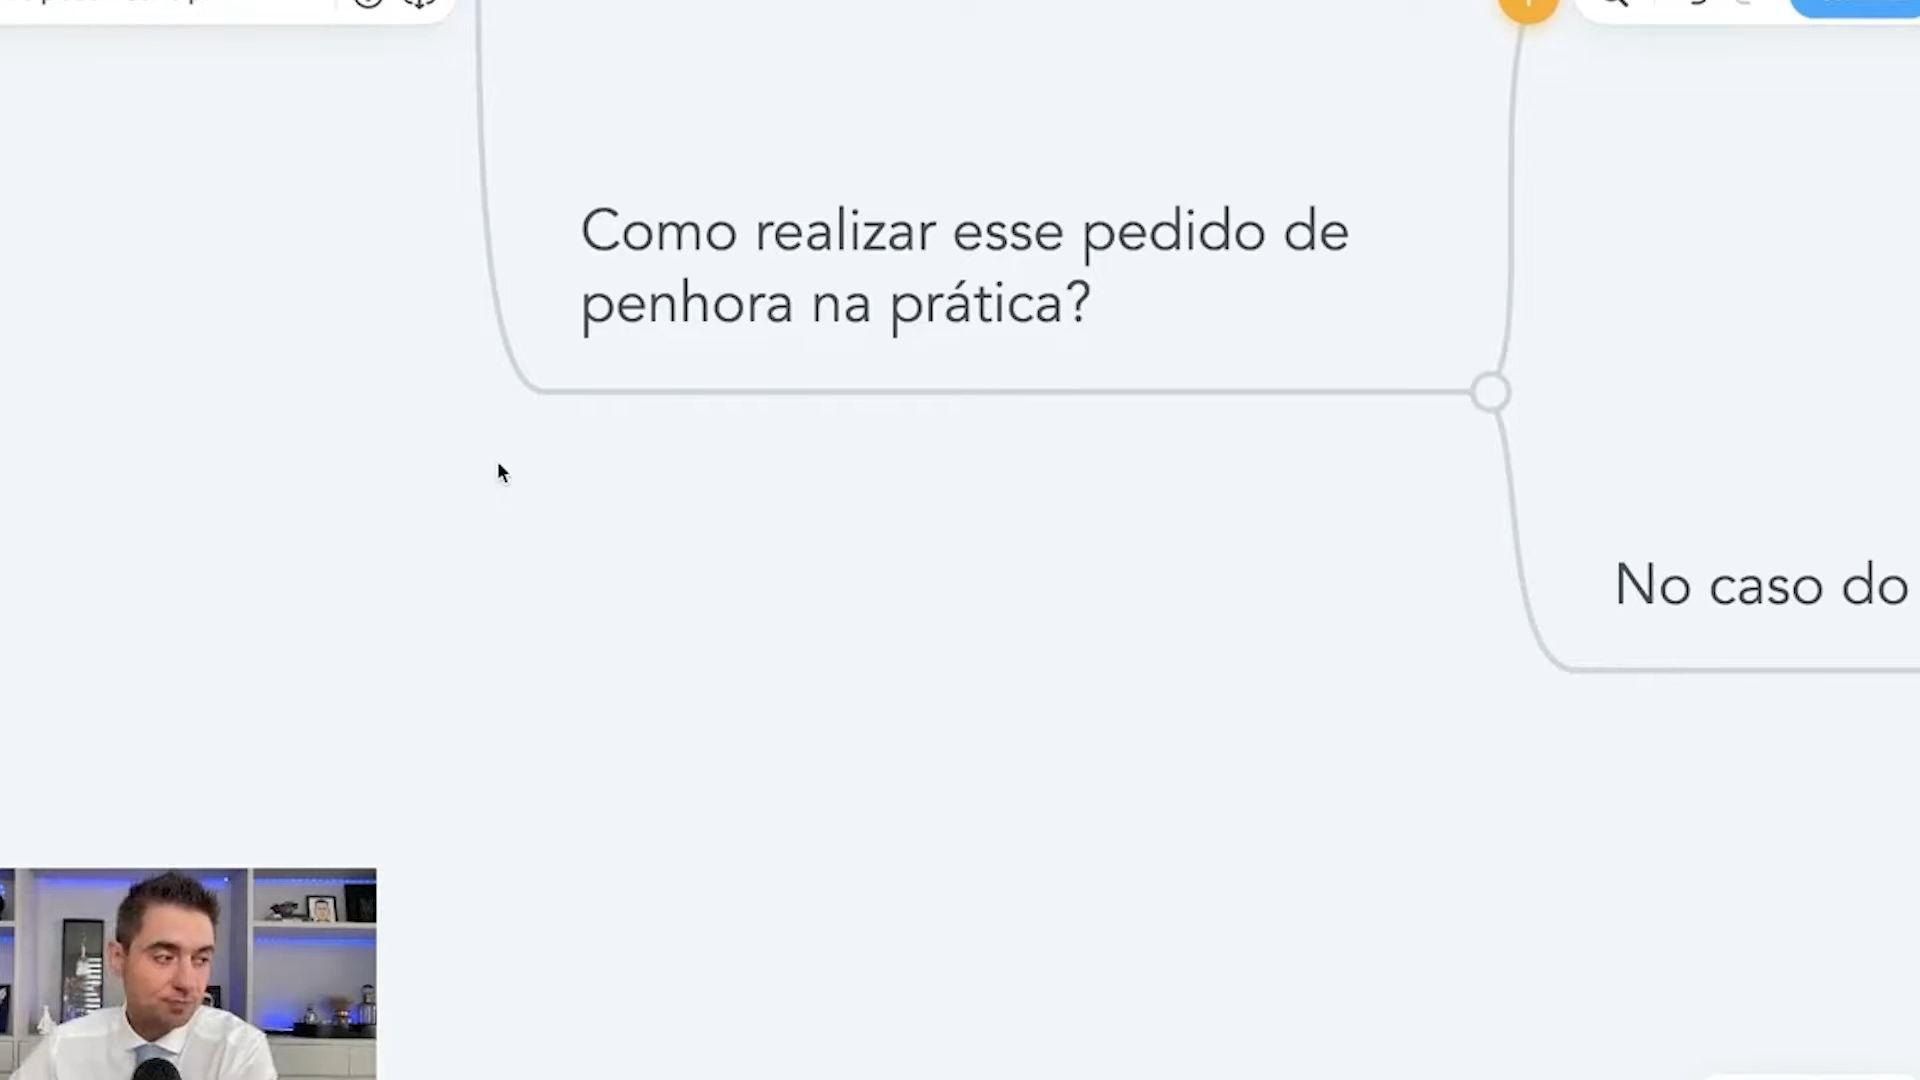 Como realizar esse pedido de
penhora na prática?
No caso do